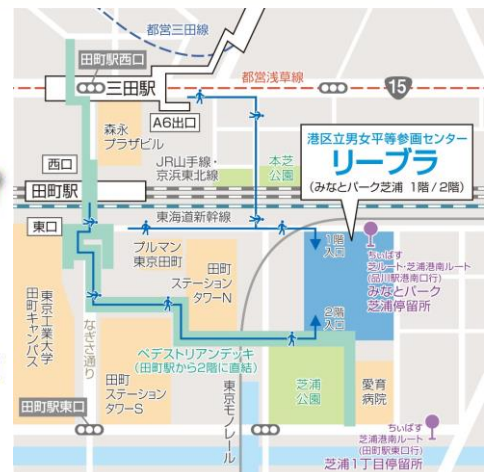 都営三田線
田町駅西口
都営浅草線
15
三田駅
A6出口
森永
プラザビル
港区立男女平等参画センター
リーブラ
(みなとパーク芝浦 1階/2階)
JR山手線・
京浜東北線
本芝
公園
西口
田町駅
東海道新幹線
東口
1階
入口
ちぃばす
芝ルート・芝浦港南ルート
(品川駅港南口行)
みなとパーク
芝浦停留所
プルマン
東京田町
田町
ステーション
タワーN
東京工業大学
田町キャンパス
なぎさ通り
2階
入口
ペデストリアンデッキ
(田町駅から2階に直結)
田町
ステーション
タワーS
東京モノレール
芝浦
公園
愛育
病院
田町駅東口
ちぃばす
芝浦港南ルート
(田町駅東口行)
芝浦1丁目停留所